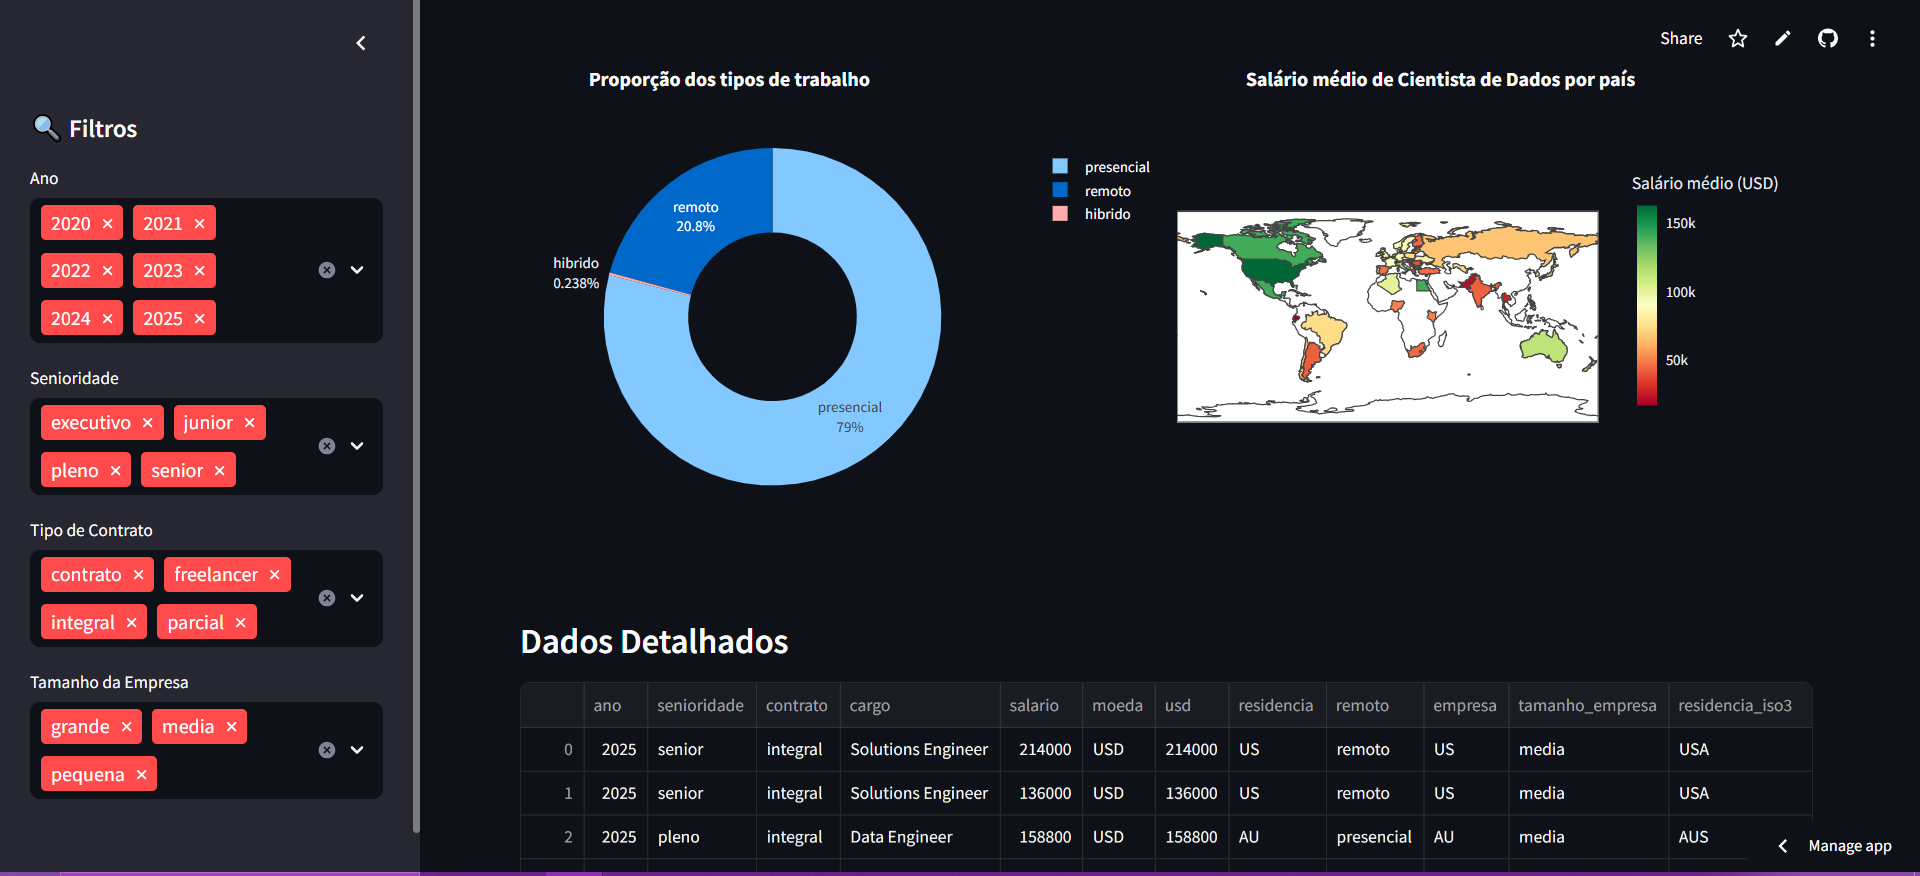 Filtros
Ano
2020 2021
2022 2023
2024 2025
Senioridade
executivo junior
pleno senior
Tipo de Contrato
contrato freelancer
integral parcial
Tamanho da Empresa
grande media
pequena
Share
Proporção dos tipos de trabalho
remoto
20.8%
hibrido
0.238%
presencial
79%
presencial
remoto
hibrido
Salário médio de Cientista de Dados por país
Salário médio (USD)
150k
100k
50k
Dados Detalhados
ano senioridade contrato cargo salario moeda usd residencia remoto empresa tamanho_empresa residencia_iso3
0 2025 senior integral Solutions Engineer 214000 USD 214000 US remoto US media USA
1 2025 senior integral Solutions Engineer 136000 USD 136000 US remoto US media USA
2 2025 pleno integral Data Engineer 158800 USD 158800 AU presencial AU media AUS
Manage app